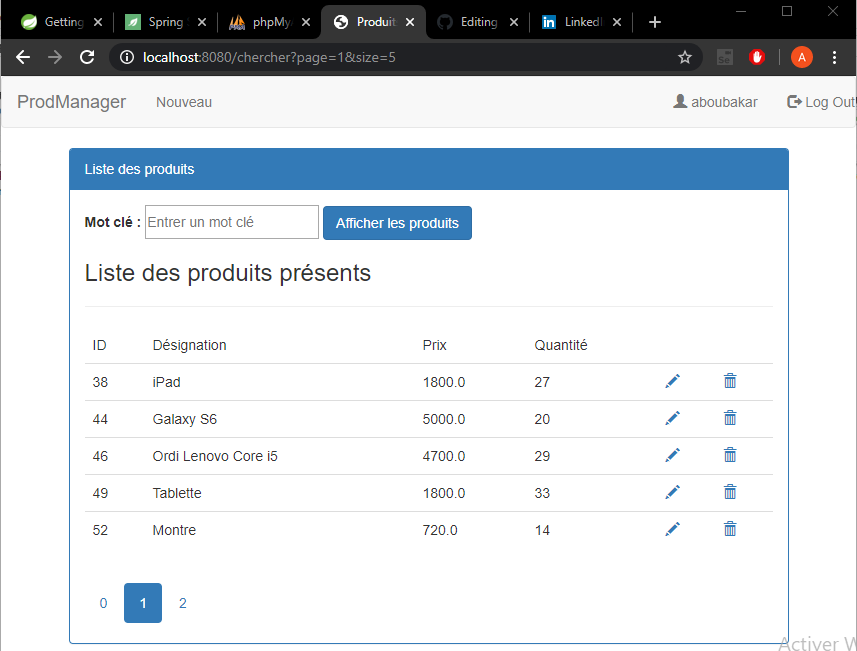 Getting Spring phpMy Produit Editing LinkedI
localhost:8080/chercher?page=1&size=5 Se A
ProdManager Nouveau aboubakar Log Out
Liste des produits
Mot clé : Entrer un mot clé Afficher les produits
Liste des produits présents
ID Désignation Prix Quantité
38 iPad 1800.0 27
44 Galaxy S6 5000.0 20
46 Ordi Lenovo Core i5 4700.0 29
49 Tablette 1800.0 33
52 Montre 720.0 14
0 1 2
Activer W